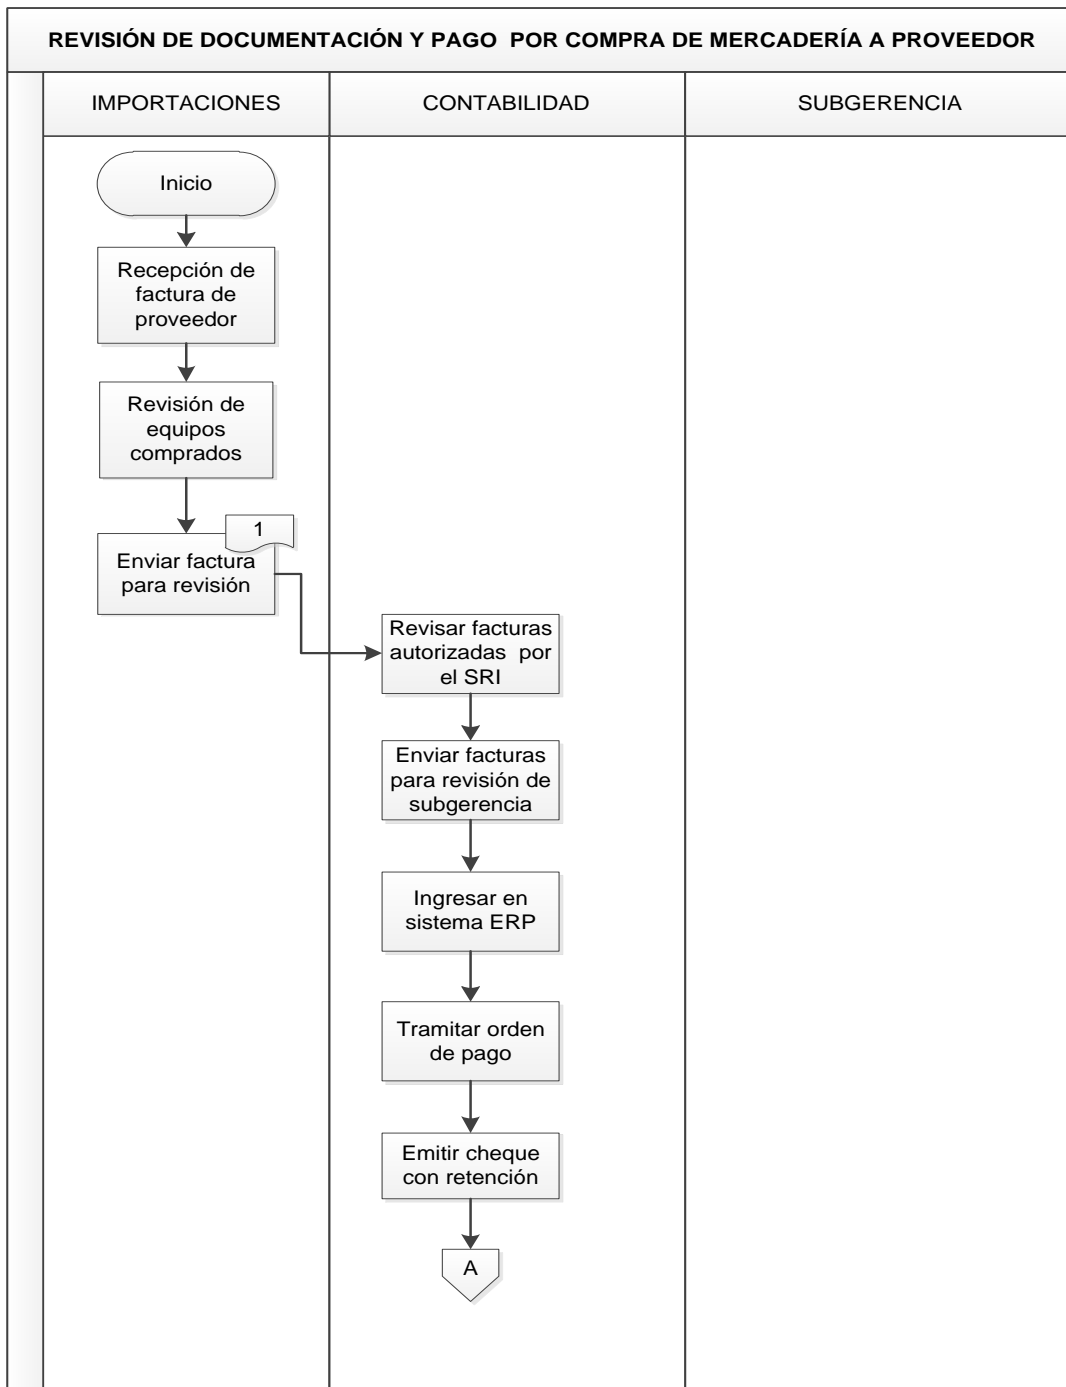 REVISIÓN DE DOCUMENTACIÓN Y PAGO POR COMPRA DE MERCADERÍA A PROVEEDOR
IMPORTACIONES
CONTABILIDAD
SUBGERENCIA
Inicio
Recepción de
factura de
proveedor
Revisión de
equipos
comprados
1
Enviar factura
para revisión
Revisar facturas
autorizadas por
el SRI
Enviar facturas
para revisión de
subgerencia
Ingresar en
sistema ERP
Tramitar orden
de pago
Emitir cheque
con retención
A